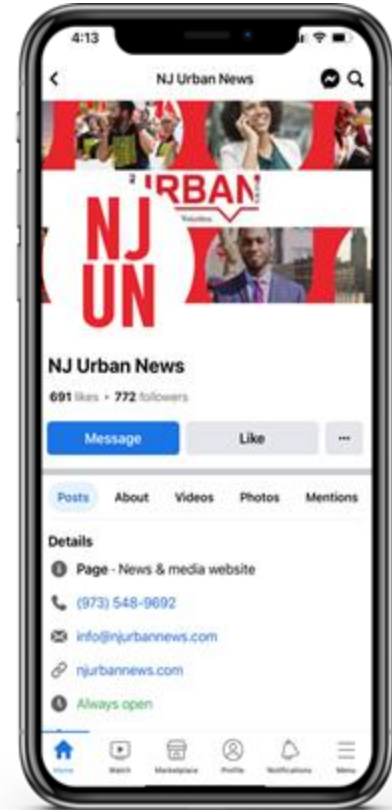 4:13
NJ Urban News
URBAN
NJ
UN
NJ Urban News
691 likes • 772 followers
Message
Like
Posts
About
Videos
Photos
Mentions
Details
Page · News & media website
(973) 548-9692
info@njurbannews.com
njurbannews.com
Always open
Home
Watch
Marketplace
Profile
Notifications
Menu